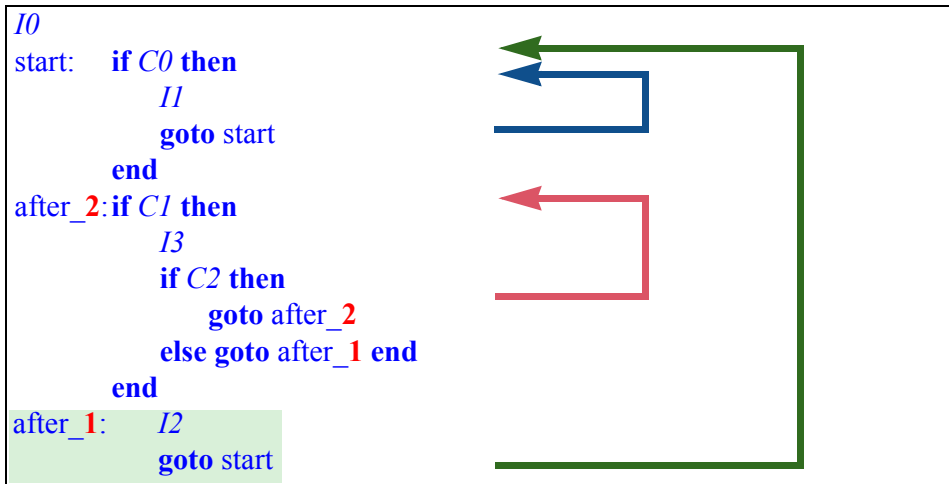 I0
start: if C0 then
I1
goto start
end
after_2: if C1 then
I3
if C2 then
goto after_2
else goto after_1 end
end
after_1: I2
goto start